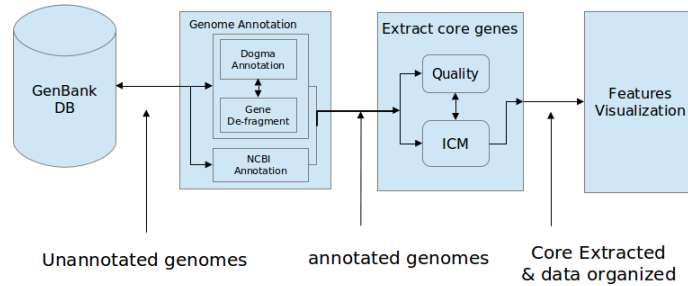 GenBank
DB
Genome Annotation
Dogma
Annotation
Gene
De-fragment
NCBI
Annotation
Extract core genes
Quality
ICM
Features
Visualization
Unannotated genomes
annotated genomes
Core Extracted
& data organized